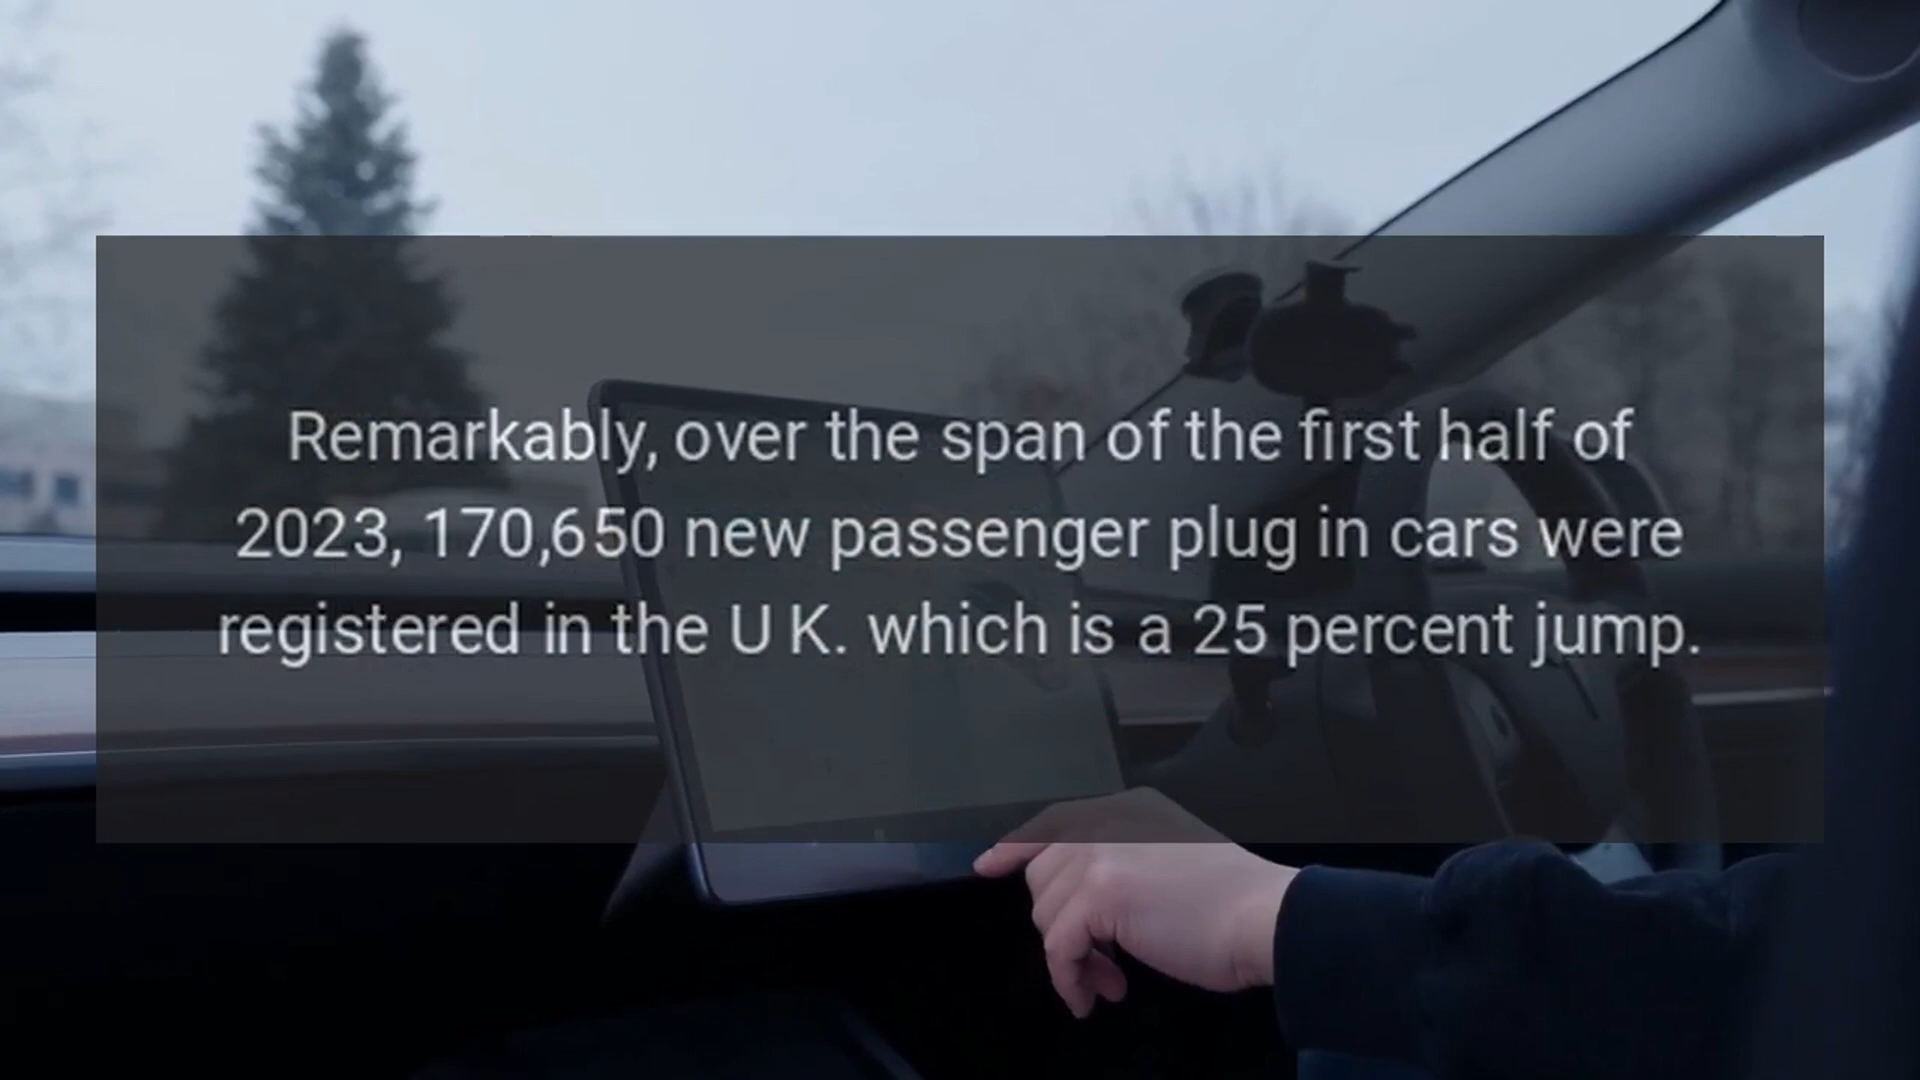 Remarkably, over the span of the first half of
2023, 170,650 new passenger plug in cars were
registered in the U K. which is a 25 percent jump.